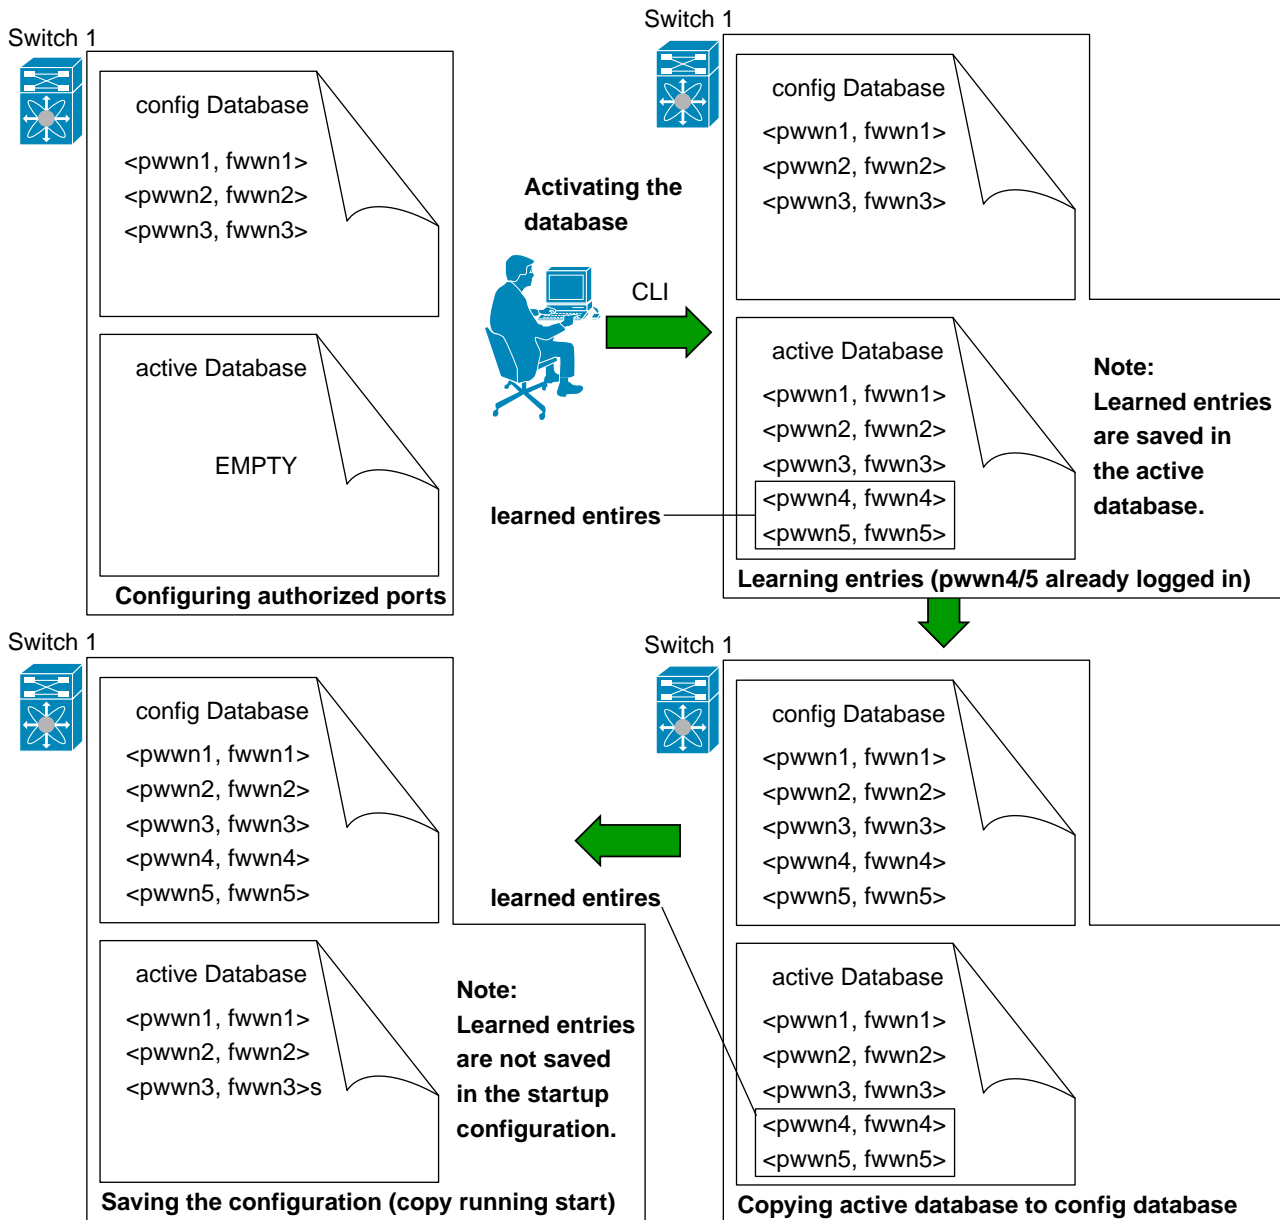 Switch 1
config Database
<pwwn1, fwwn1>
<pwwn2, fwwn2>
<pwwn3, fwwn3>
active Database
EMPTY
Configuring authorized ports
Activating the
database
CLI
Switch 1
config Database
<pwwn1, fwwn1>
<pwwn2, fwwn2>
<pwwn3, fwwn3>
active Database
<pwwn1, fwwn1>
<pwwn2, fwwn2>
<pwwn3, fwwn3>
<pwwn4, fwwn4>
<pwwn5, fwwn5>
learned entires
Note:
Learned entries
are saved in
the active
database.
Learning entries (pwwn4/5 already logged in)
Switch 1
config Database
<pwwn1, fwwn1>
<pwwn2, fwwn2>
<pwwn3, fwwn3>
<pwwn4, fwwn4>
<pwwn5, fwwn5>
active Database
<pwwn1, fwwn1>
<pwwn2, fwwn2>
<pwwn3, fwwn3>s
Note:
Learned entries
are not saved
in the startup
configuration.
Saving the configuration (copy running start)
Switch 1
config Database
<pwwn1, fwwn1>
<pwwn2, fwwn2>
<pwwn3, fwwn3>
<pwwn4, fwwn4>
<pwwn5, fwwn5>
learned entires
active Database
<pwwn1, fwwn1>
<pwwn2, fwwn2>
<pwwn3, fwwn3>
<pwwn4, fwwn4>
<pwwn5, fwwn5>
Copying active database to config database